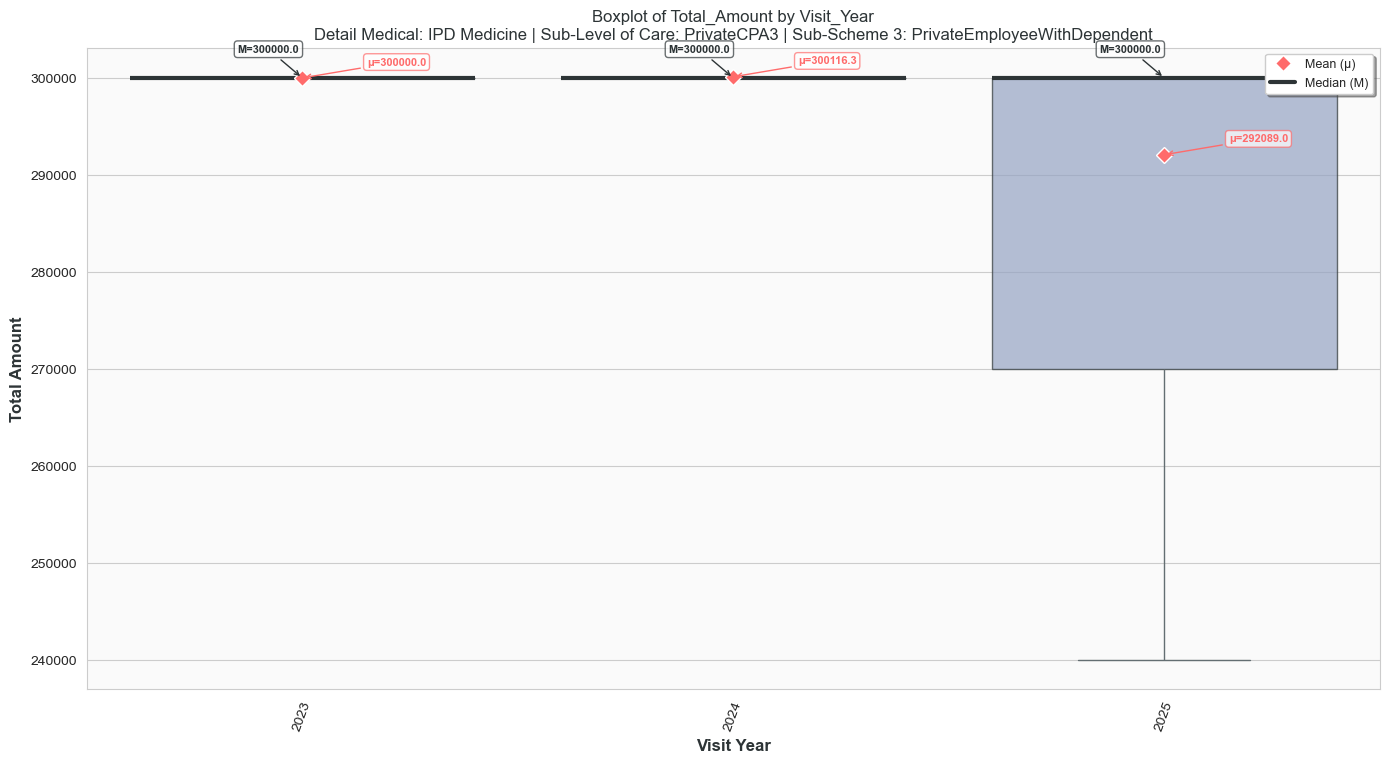 Boxplot of Total_Amount by Visit_Year
Detail Medical: IPD Medicine | Sub-Level of Care: PrivateCPA3 | Sub-Scheme 3: PrivateEmployeeWithDependent
M=300000.0
μ=300000.0
M=300000.0
μ=300116.3
M=300000.0
μ=292089.0
Mean (μ)
Median (M)
300000
290000
280000
270000
260000
250000
240000
Total Amount
2023
2024
2025
Visit Year